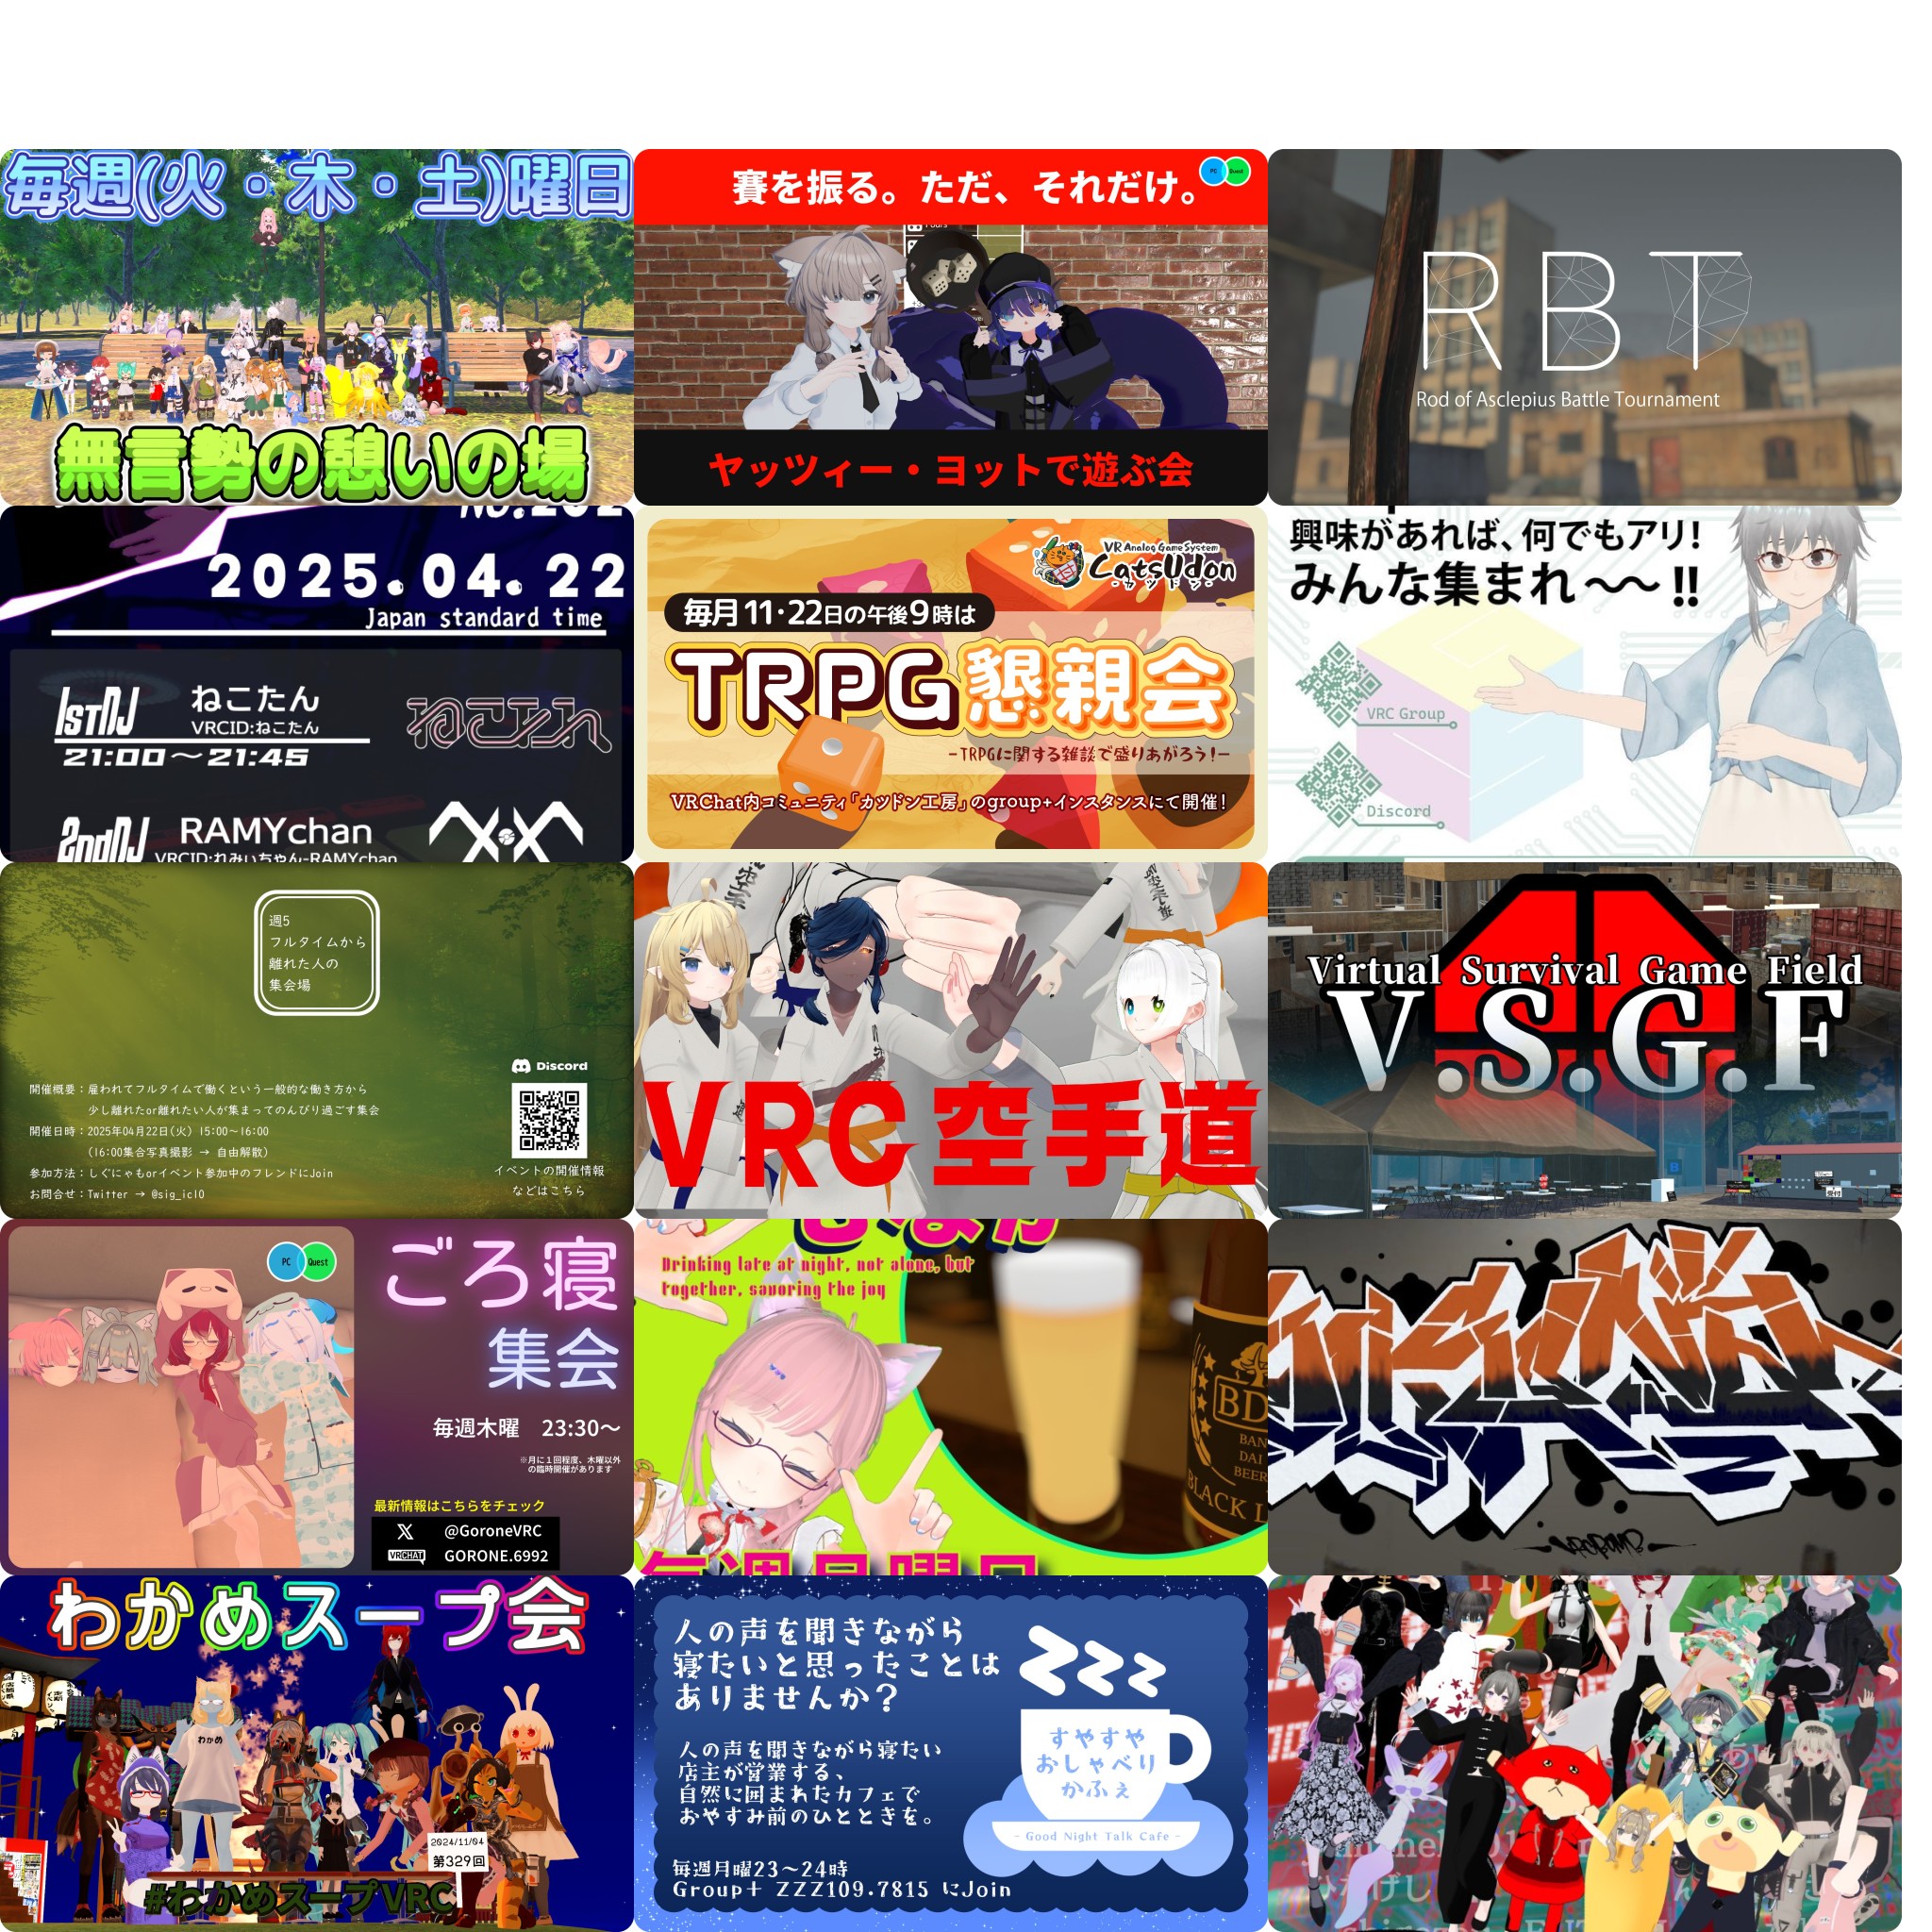 毎週(火・木・土)曜日
無言勢の憩いの場
賽を振る。ただ、それだけ。
PC
Quest
ヤッツィー・ヨットで遊ぶ会
RBT
Rod of Asclepius Battle Tournament
2025.04.22
Japan standard time
1stDJ
ねこたん
VRCID:ねこたん
21:00～21:45
ねこたん
2ndDJ
RAMYchan
VRCID:れみぃちゃん-RAMYchan
VR Analog Game System
CatsUdon
-カツドン-
毎月11・22日の午後9時は
TRPG懇親会
-TRPGに関する雑談で盛りあがろう!-
VRChat内コミュニティ「カツドン工房」のgroup+インスタンスにて開催!
興味があれば、何でもアリ!
みんな集まれ～～!!
VRC Group
Discord
週5
フルタイムから
離れた人の
集会場
開催概要:雇われてフルタイムで働くという一般的な働き方から
少し離れたor離れたい人が集まってのんびり過ごす集会
開催日時:2025年04月22日(火) 15:00～16:00
(16:00集合写真撮影 → 自由解散)
参加方法:しぐにゃもorイベント参加中のフレンドにJoin
お問合せ:Twitter → @sig_ic10
Discord
イベントの開催情報
などはこちら
VRC空手道
Virtual Survival Game Field
V.S.G.F
PC
Quest
ごろ寝
集会
毎週木曜 23:30～
※月に1回程度、木曜以外
の臨時開催があります
最新情報はこちらをチェック
X @GoroneVRC
VRCHAT GORONE.6992
Drinking late at night, not alone, but
together, savoring the joy
毎週月曜日
わかめスープ会
わかめ
2024/11/04
第329回
#わかめスープVRC
人の声を聞きながら
寝たいと思ったことは
ありませんか?
人の声を聞きながら寝たい
店主が営業する、
自然に囲まれたカフェで
おやすみ前のひとときを。
毎週月曜23～24時
Group+ ZZZ109.7815 にJoin
zzz
すやすや
おしゃべり
かふぇ
- Good Night Talk Cafe -